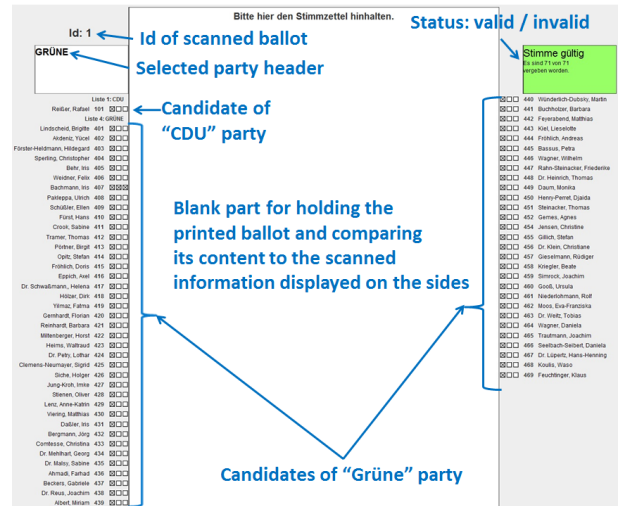 Bitte hier den Stimmzettel hinhalten.
Status: valid / invalid
Id: 1
Id of scanned ballot
GRÜNE
Selected party header
Stimme gültig
Es sind 71 von 71
vergeben worden.
Liste 1: CDU
Reißer, Rafael 101
Candidate of
“CDU” party
Liste 4: GRÜNE
Lindscheid, Brigitte 401
Akdeniz, Yücel 402
Förster-Heldmann, Hildegard 403
Sperling, Christopher 404
Behr, Iris 405
Weidner, Felix 406
Bachmann, Iris 407
Pakleppa, Ulrich 408
Schüßler, Ellen 409
Fürst, Hans 410
Crook, Sabine 411
Tramer, Thomas 412
Pörtner, Birgit 413
Opitz, Stefan 414
Fröhlich, Doris 415
Eppich, Axel 416
Dr. Schwaßmann,, Helena 417
Hölzer, Dirk 418
Yilmaz, Fatma 419
Gernhardt, Florian 420
Reinhardt, Barbara 421
Miltenberger, Horst 422
Heims, Waltraud 423
Dr. Petry, Lothar 424
Clemens-Neumayer, Sigrid 425
Siche, Holger 426
Jung-Kroh, Imke 427
Stienen, Oliver 428
Lenz, Anne-Katrin 429
Viering, Matthias 430
Daßler, Iris 431
Bergmann, Jörg 432
Comtesse, Christina 433
Dr. Mehlhart, Georg 434
Dr. Maisy, Sabine 435
Ahmadi, Farhad 436
Beckers, Gabriele 437
Dr. Reus, Joachim 438
Albert, Miriam 439
Blank part for holding the
printed ballot and comparing
its content to the scanned
information displayed on the sides
Candidates of “Grüne” party
440 Wünderlich-Dubsky, Martin
441 Buchholzer, Barbara
442 Feyerabend, Matthias
443 Kiel, Lieselotte
444 Fröhlich, Andreas
445 Bassus, Petra
446 Wagner, Wilhelm
447 Rahn-Steinacker, Friederike
448 Dr. Heinrich, Thomas
449 Daum, Monika
450 Henry-Perret, Djaida
451 Steinacker, Thomas
452 Gernes, Agnes
454 Jensen, Christine
455 Gillich, Stefan
456 Dr. Klein, Christiane
457 Gieselmann, Rüdiger
458 Kriegler, Beate
459 Simrock, Joachim
460 Gooß, Ursula
461 Niederlohmann, Rolf
462 Moos, Eva-Franziska
463 Dr. Weitz, Tobias
464 Wagner, Daniela
465 Trautmann, Joachim
466 Seelbach-Seibert, Daniela
467 Dr. Lüpertz, Hans-Henning
468 Kouks, Waso
469 Feuchtinger, Klaus